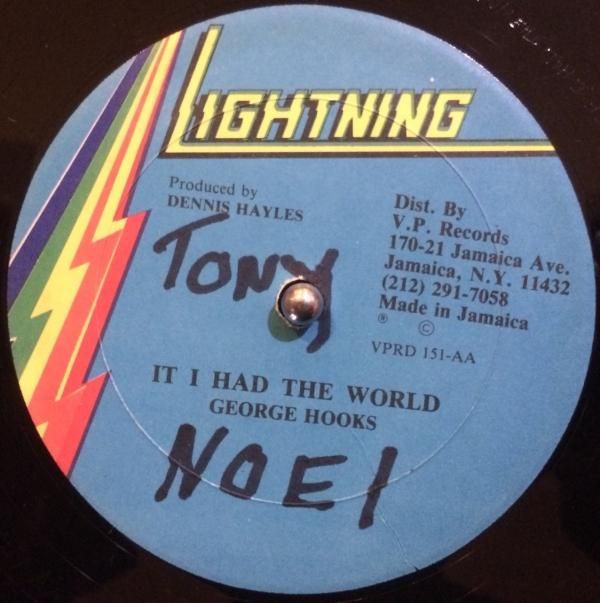 LIGHTNING
Produced by
DENNIS HAYLES
Dist. By
V.P. Records
170-21 Jamaica Ave.
Jamaica, N.Y. 11432
(212) 291-7058
Made in Jamaica
® ©
VPRD 151-AA
TONY
IT I HAD THE WORLD
GEORGE HOOKS
NOEl